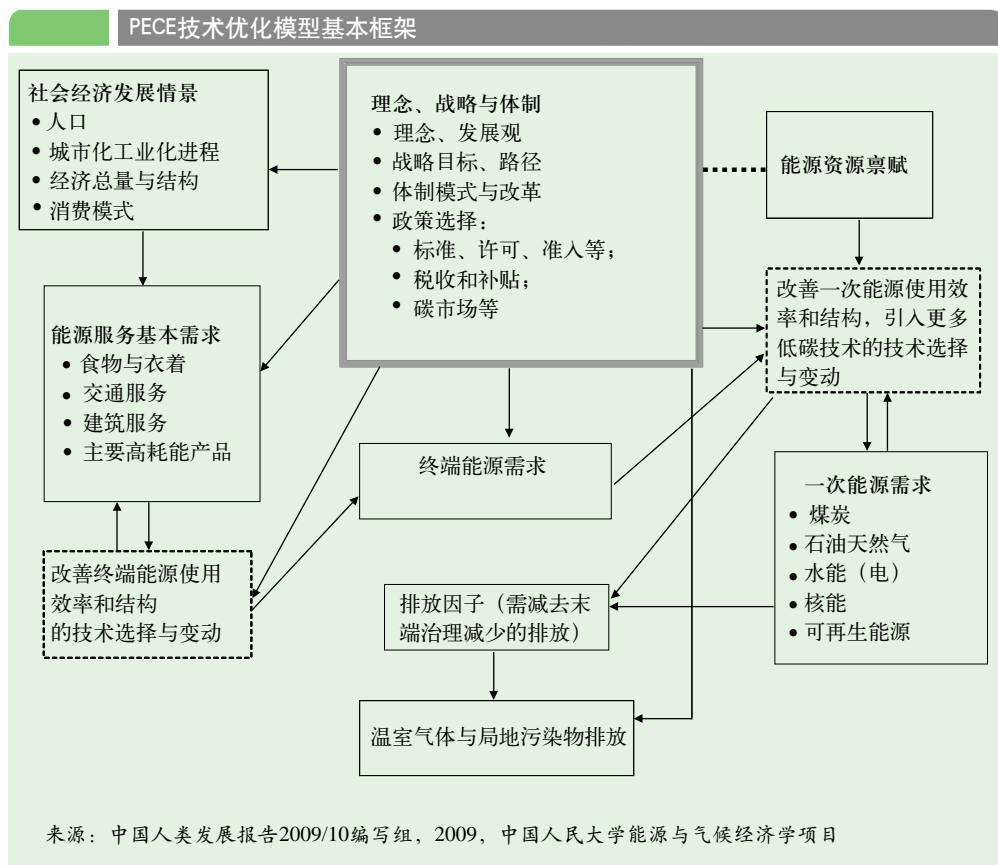 PECE技术优化模型基本框架
社会经济发展情景
• 人口
• 城市化工业化进程
• 经济总量与结构
• 消费模式
理念、战略与体制
• 理念、发展观
• 战略目标、路径
• 体制模式与改革
• 政策选择：
• 标准、许可、准入等；
• 税收和补贴；
• 碳市场等
能源资源禀赋
能源服务基本需求
• 食物与衣着
• 交通服务
• 建筑服务
• 主要高耗能产品
改善一次能源使用效
率和结构，引入更多
低碳技术的技术选择
与变动
终端能源需求
一次能源需求
• 煤炭
• 石油天然气
• 水能（电）
• 核能
• 可再生能源
改善终端能源使用
效率和结构
的技术选择与变动
排放因子（需减去末
端治理减少的排放）
温室气体与局地污染物排放
来源：中国人类发展报告2009/10编写组，2009，中国人民大学能源与气候经济学项目